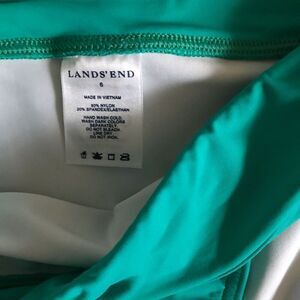 LANDS' END
6
MADE IN VIETNAM
80% NYLON
20% SPANDEX/ELASTHAN
HAND WASH COLD.
WASH DARK COLORS
SEPARATELY.
DO NOT BLEACH.
LINE DRY.
DO NOT IRON.